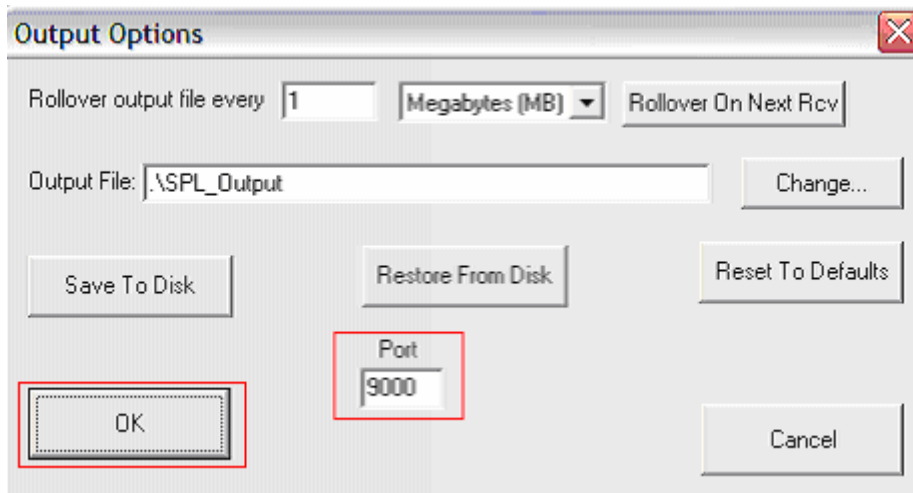 Output Options
Rollover output file every 1 Megabytes (MB) Rollover On Next Rcv
Output File: .\SPL_Output Change...
Save To Disk Restore From Disk Reset To Defaults
Port
9000
OK
Cancel